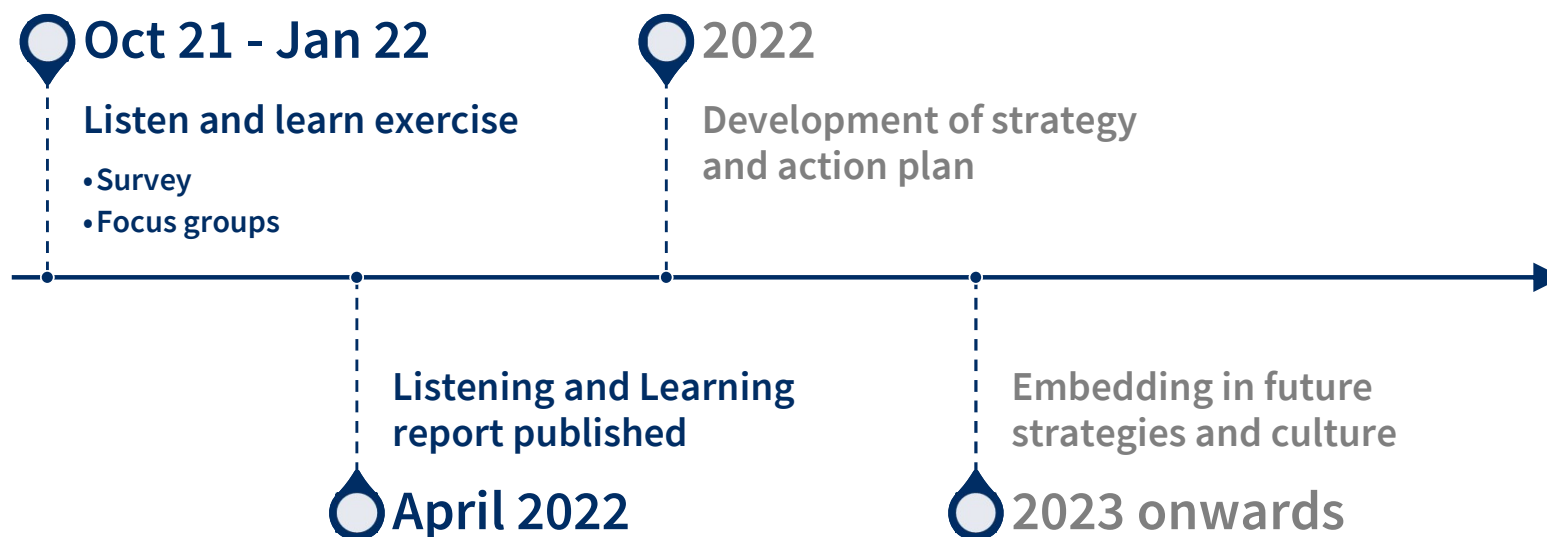 Oct 21 - Jan 22
Listen and learn exercise
•Survey
•Focus groups
2022
Development of strategy
and action plan
Listening and Learning
report published
April 2022
Embedding in future
strategies and culture
2023 onwards